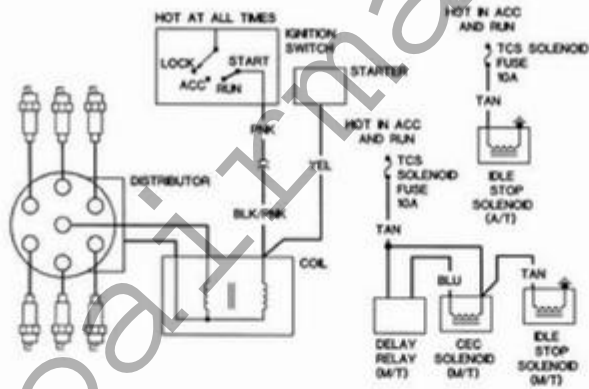 HOT AT ALL TIMES
IGNITION
SWITCH
LOCK
START
ACC
RUN
STARTER
PNK
YEL
BLK/PNK
DISTRIBUTOR
COIL
HOT IN ACC
AND RUN
TCS SOLENOID
FUSE
10A
TAN
IDLE
STOP
SOLENOID
(A/T)
HOT IN ACC
AND RUN
TCS
SOLENOID
FUSE
10A
TAN
BLU
TAN
DELAY
RELAY
(M/T)
CEC
SOLENOID
(M/T)
IDLE
STOP
SOLENOID
(M/T)